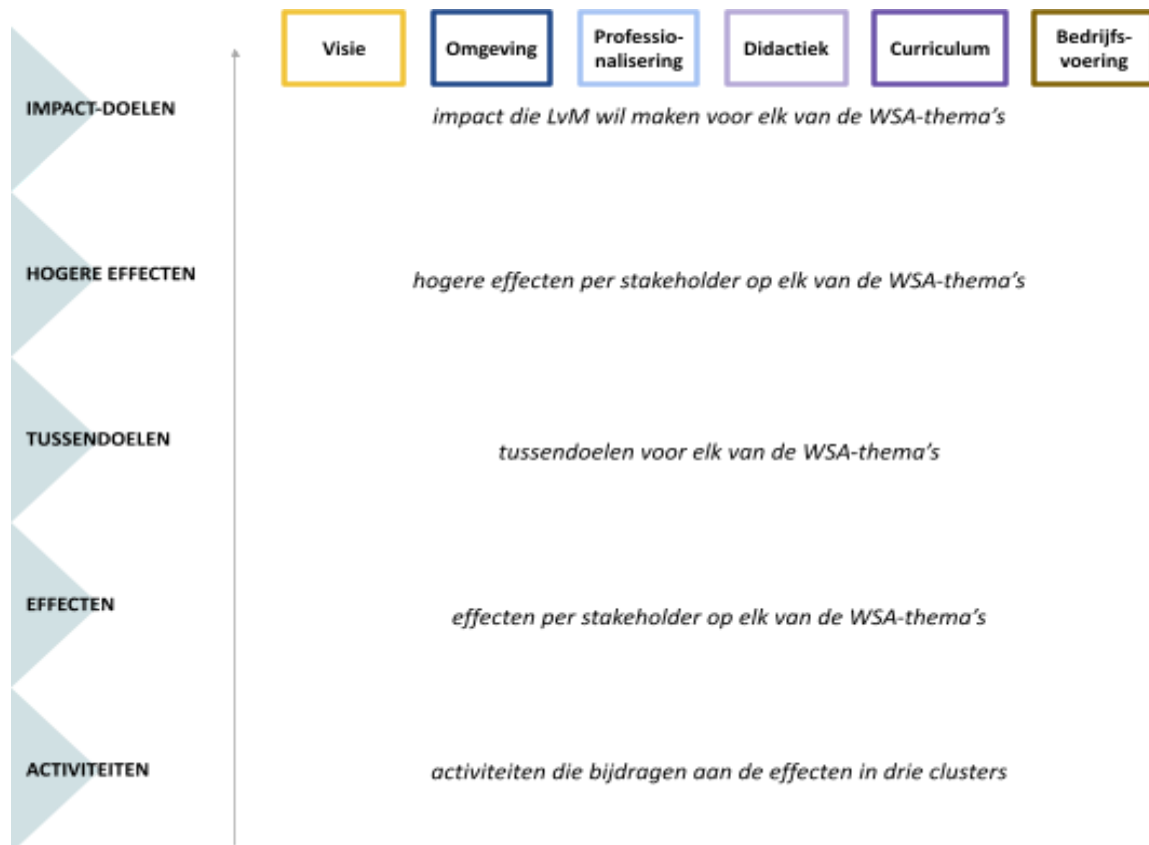 Visie
Omgeving
Professio-
nalisering
Didactiek
Curriculum
Bedrijfs-
voering
IMPACT-DOELEN
impact die LvM wil maken voor elk van de WSA-thema's
HOGERE EFFECTEN
hogere effecten per stakeholder op elk van de WSA-thema's
TUSSENDOELEN
tussendoelen voor elk van de WSA-thema's
EFFECTEN
effecten per stakeholder op elk van de WSA-thema's
ACTIVITEITEN
activiteiten die bijdragen aan de effecten in drie clusters